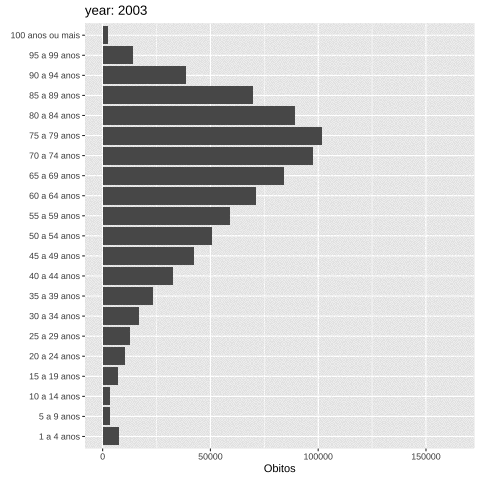 year: 2003
100 anos ou mais
95 a 99 anos
90 a 94 anos
85 a 89 anos
80 a 84 anos
75 a 79 anos
70 a 74 anos
65 a 69 anos
60 a 64 anos
55 a 59 anos
50 a 54 anos
45 a 49 anos
40 a 44 anos
35 a 39 anos
30 a 34 anos
25 a 29 anos
20 a 24 anos
15 a 19 anos
10 a 14 anos
5 a 9 anos
1 a 4 anos
0 50000 100000 150000
Obitos